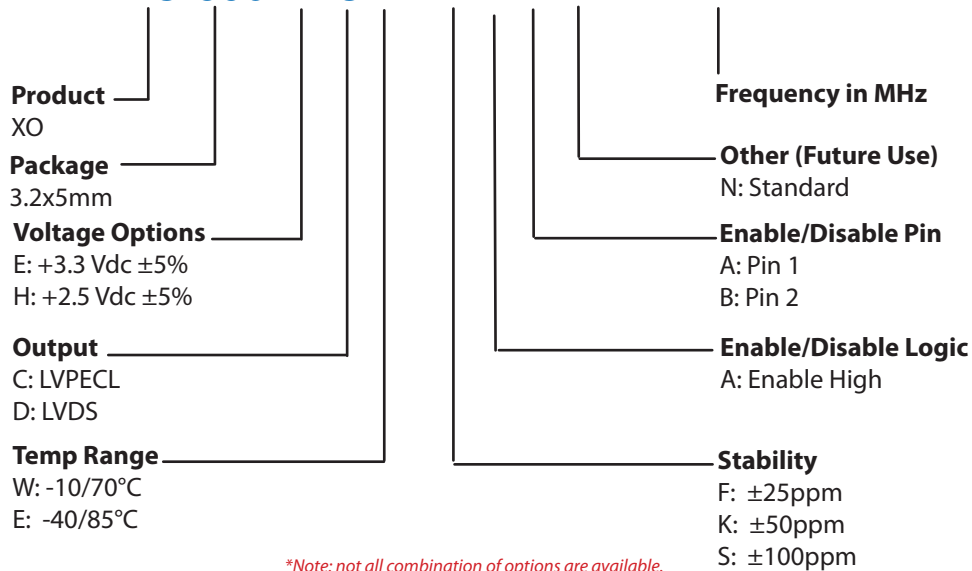 Product
XO
Package
3.2x5mm
Voltage Options
E: +3.3 Vdc ±5%
H: +2.5 Vdc ±5%
Output
C: LVPECL
D: LVDS
Temp Range
W: -10/70°C
E: -40/85°C
Frequency in MHz
Other (Future Use)
N: Standard
Enable/Disable Pin
A: Pin 1
B: Pin 2
Enable/Disable Logic
A: Enable High
Stability
F: ±25ppm
K: ±50ppm
S: ±100ppm
*Note: not all combination of options are available.